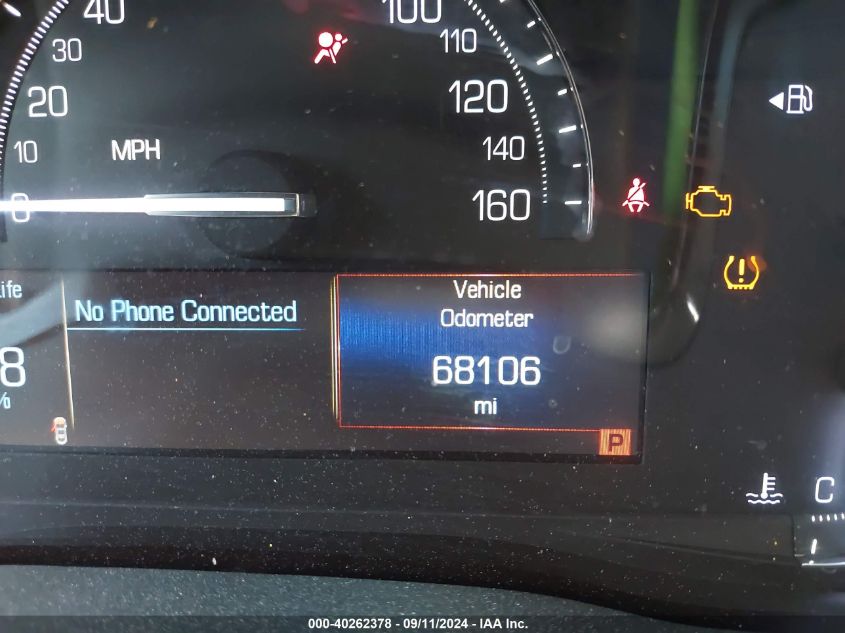 40
100
30
110
20
120
10
MPH
140
0
160
Life
No Phone Connected
Vehicle
Odometer
8
68106
%
mi
P
C
000-40262378 - 09/11/2024 - IAA Inc.